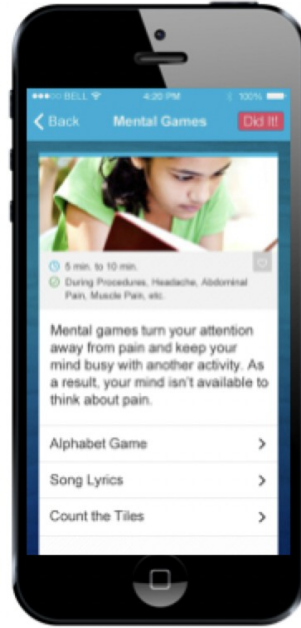 BELL 4:20 PM 100%
Back Mental Games Did It!
5 min. to 10 min.
During Procedures, Headache, Abdominal
Pain, Muscle Pain, etc.
Mental games turn your attention
away from pain and keep your
mind busy with another activity. As
a result, your mind isn't available to
think about pain.
Alphabet Game
Song Lyrics
Count the Tiles